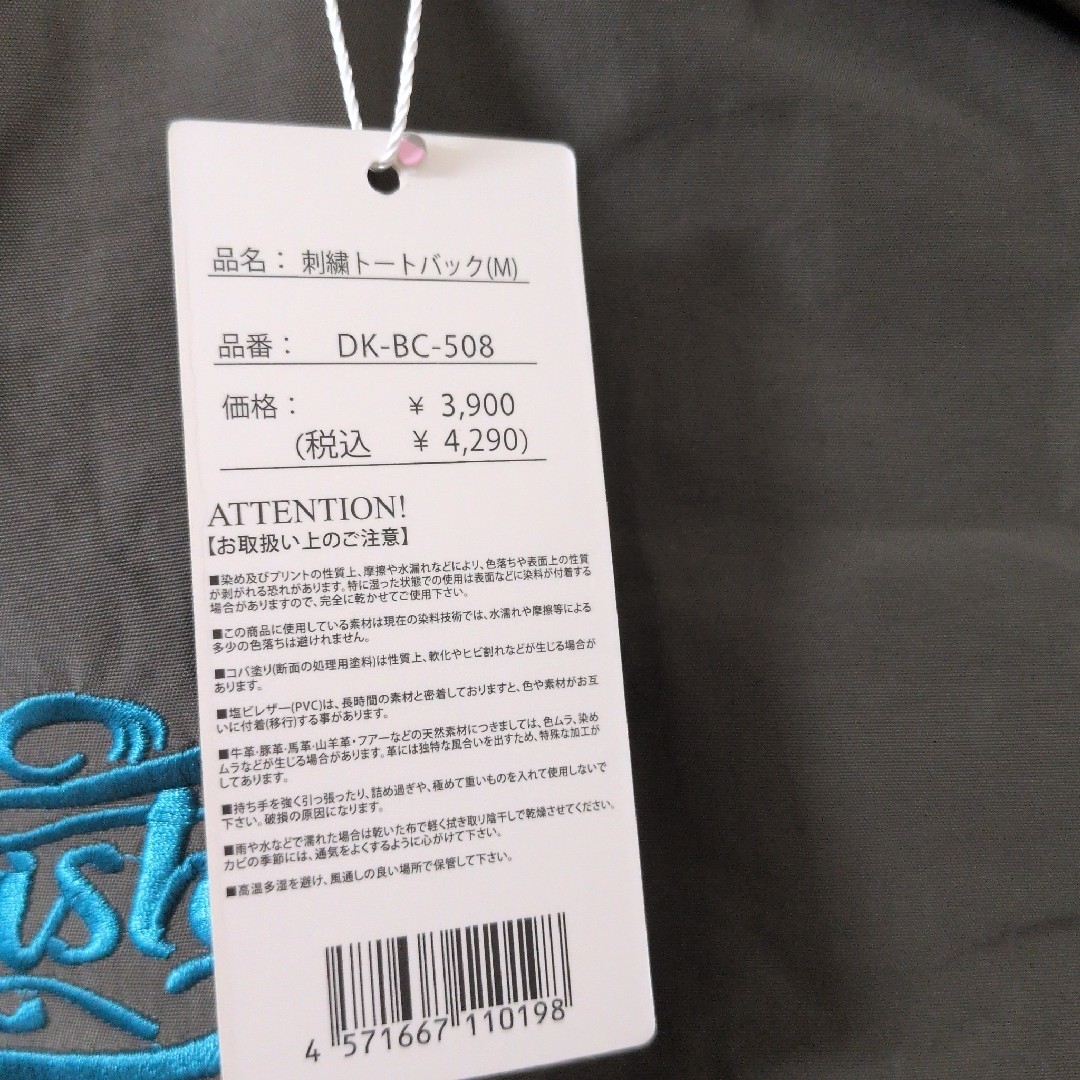 品名： 刺繍トートバック(M)
品番： DK-BC-508
価格： ¥ 3,900
(税込 ¥ 4,290)
ATTENTION!
【お取扱い上のご注意】
■染め及びプリントの性質上、摩擦や水漏れなどにより、色落ちや表面上の性質
が剥がれる恐れがあります。特に湿った状態での使用は表面などに染料が付着する
場合がありますので、完全に乾かせてご使用下さい。
■この商品に使用している素材は現在の染料技術では、水濡れや摩擦等による
多少の色落ちは避けれません。
■コバ塗り(断面の処理用塗料)は性質上、軟化やヒビ割れなどが生じる場合が
あります。
■塩ビレザー(PVC)は、長時間の素材と密着しておりますと、色や素材がお互
いに付着(移行)する事があります。
■牛革・豚革・馬革・山羊革・フアーなどの天然素材につきましては、色ムラ、染め
ムラなどが生じる場合があります。革には独特な風合いを出すため、特殊な加工が
してあります。
■持ち手を強く引っ張ったり、詰め過ぎや、極めて重いものを入れて使用しないで
下さい。破損の原因になります。
■雨や水などで濡れた場合は乾いた布で軽く拭き取り陰干しで乾燥させてください。
カビの季節には、通気をよくするように心がけて下さい。
■高温多湿を避け、風通しの良い場所で保管して下さい。
4 571667 110198